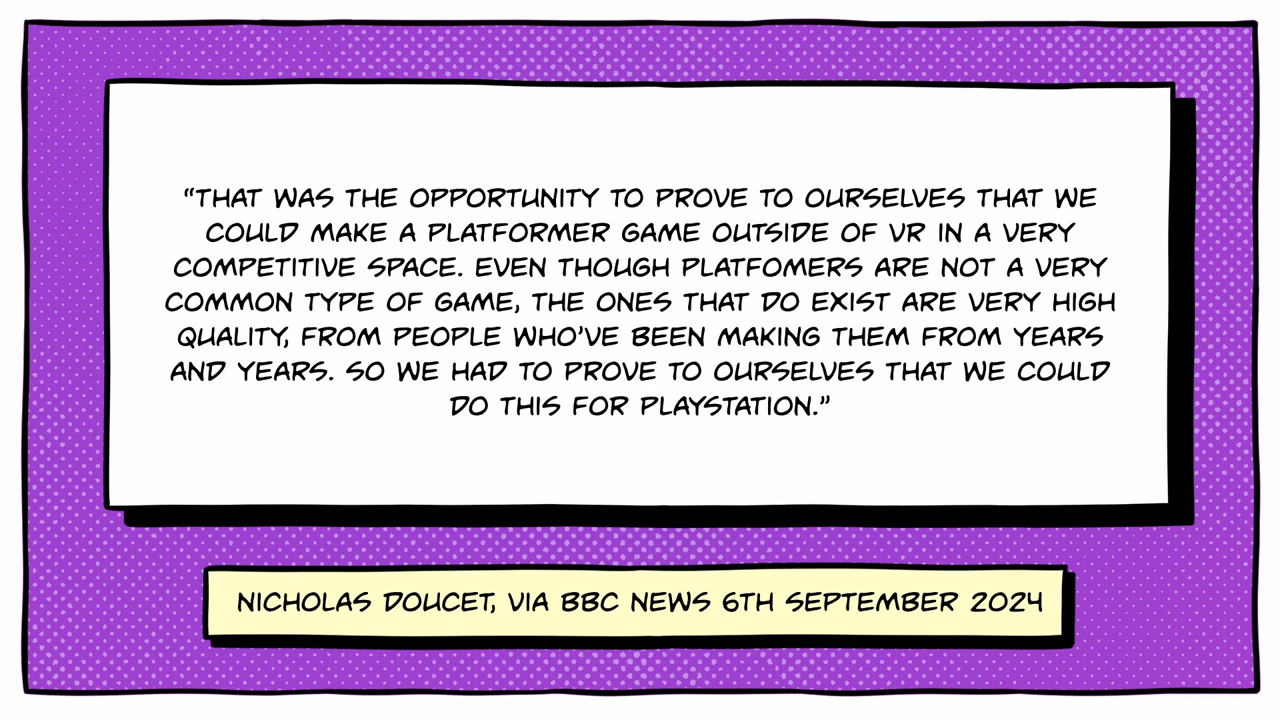 “THAT WAS THE OPPORTUNITY TO PROVE TO OURSELVES THAT WE
COULD MAKE A PLATFORMER GAME OUTSIDE OF VR IN A VERY
COMPETITIVE SPACE. EVEN THOUGH PLATFOMERS ARE NOT A VERY
COMMON TYPE OF GAME, THE ONES THAT DO EXIST ARE VERY HIGH
QUALITY, FROM PEOPLE WHO’VE BEEN MAKING THEM FROM YEARS
AND YEARS. SO WE HAD TO PROVE TO OURSELVES THAT WE COULD
DO THIS FOR PLAYSTATION.”
NICHOLAS DOUCET, VIA BBC NEWS 6TH SEPTEMBER 2024